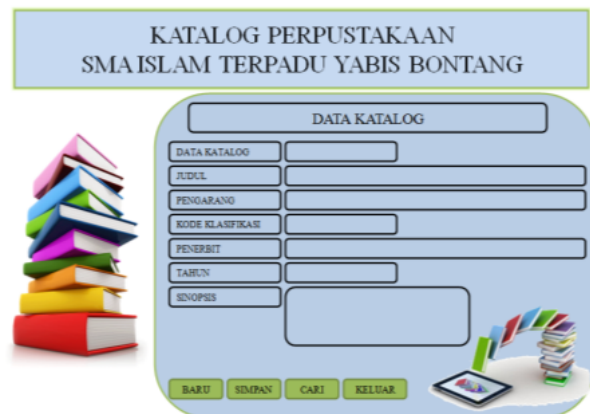 KATALOG PERPUSTAKAAN
SMA ISLAM TERPADU YABIS BONTANG
DATA KATALOG
DATA KATALOG
JUDUL
PENGARANG
KODE KLASIFIKASI
PENERBIT
TAHUN
SINOPSIS
BARU SIMPAN CARI KELUAR